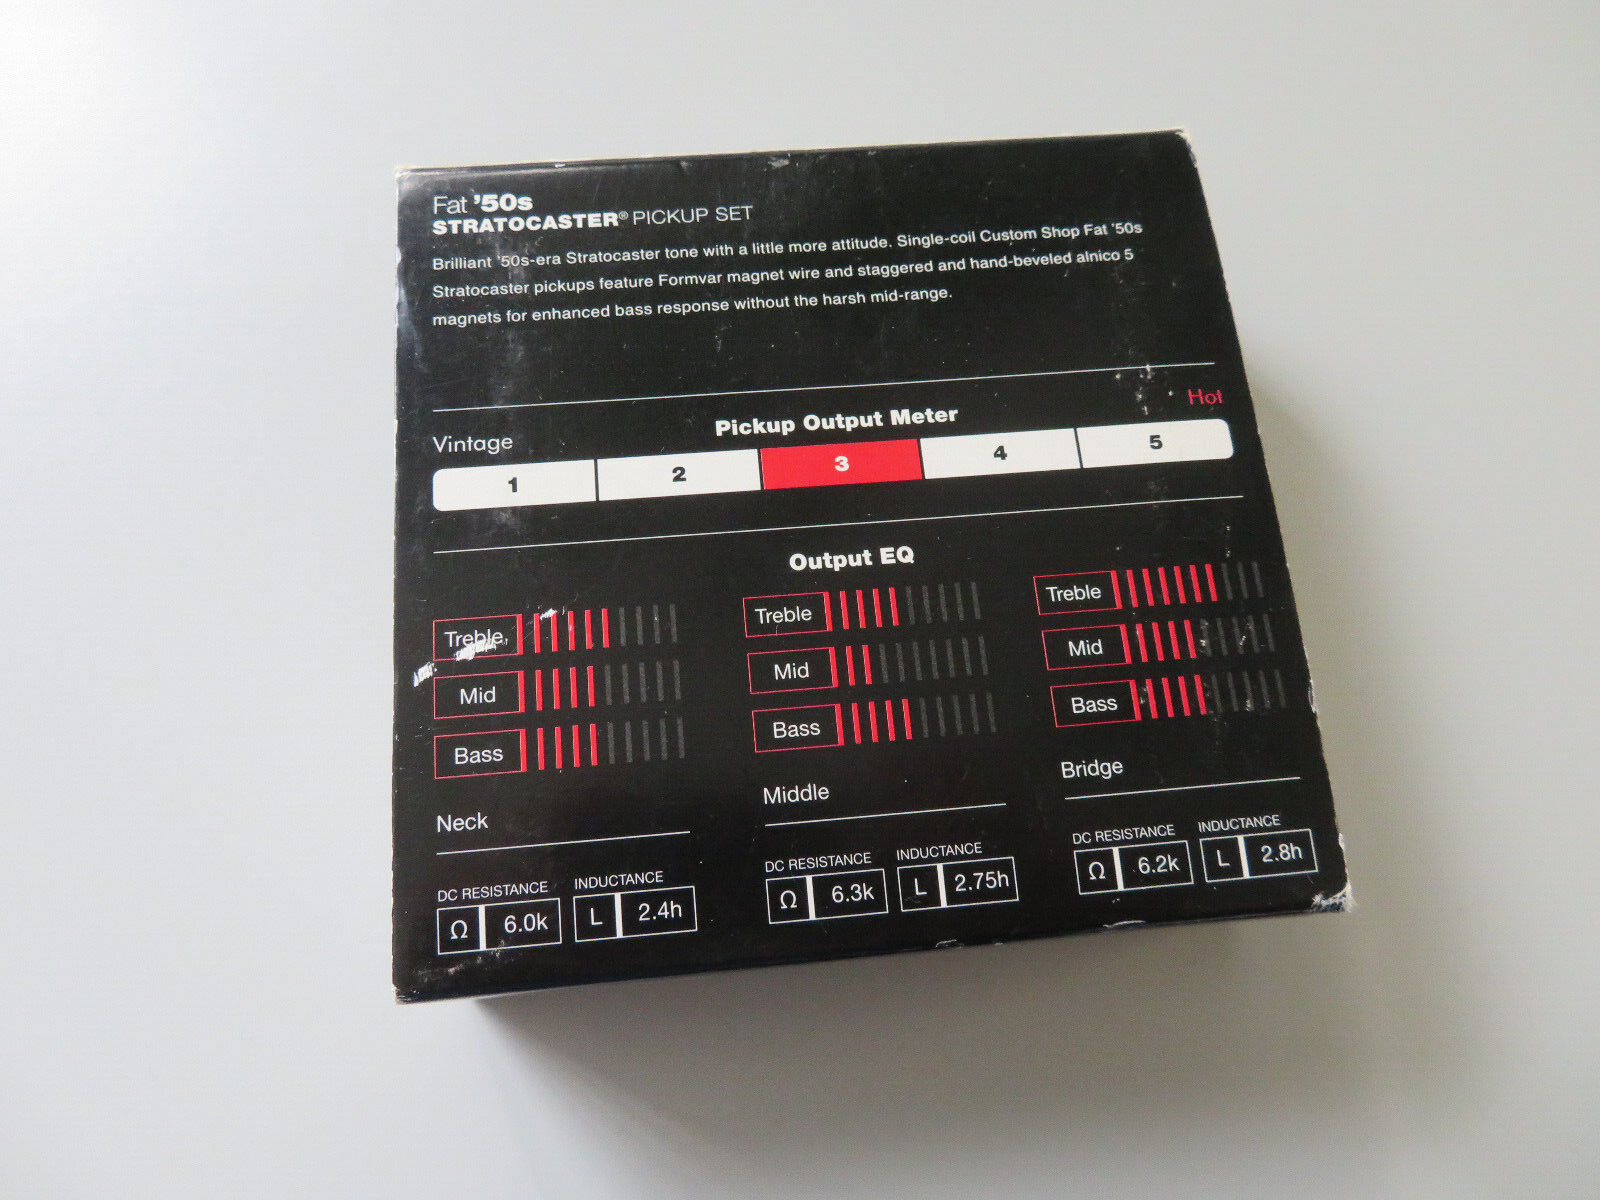 Fat ’50s
STRATOCASTER® PICKUP SET
Brilliant '50s-era Stratocaster tone with a little more attitude. Single-coil Custom Shop Fat '50s
Stratocaster pickups feature Formvar magnet wire and staggered and hand-beveled alnico 5
magnets for enhanced bass response without the harsh mid-range.
Vintage
Pickup Output Meter
Hot
1 2 3 4 5
Output EQ
Treble
Mid
Bass
Neck
DC RESISTANCE INDUCTANCE
Ω 6.0k L 2.4h
Treble
Mid
Bass
Middle
DC RESISTANCE INDUCTANCE
Ω 6.3k L 2.75h
Treble
Mid
Bass
Bridge
DC RESISTANCE INDUCTANCE
Ω 6.2k L 2.8h